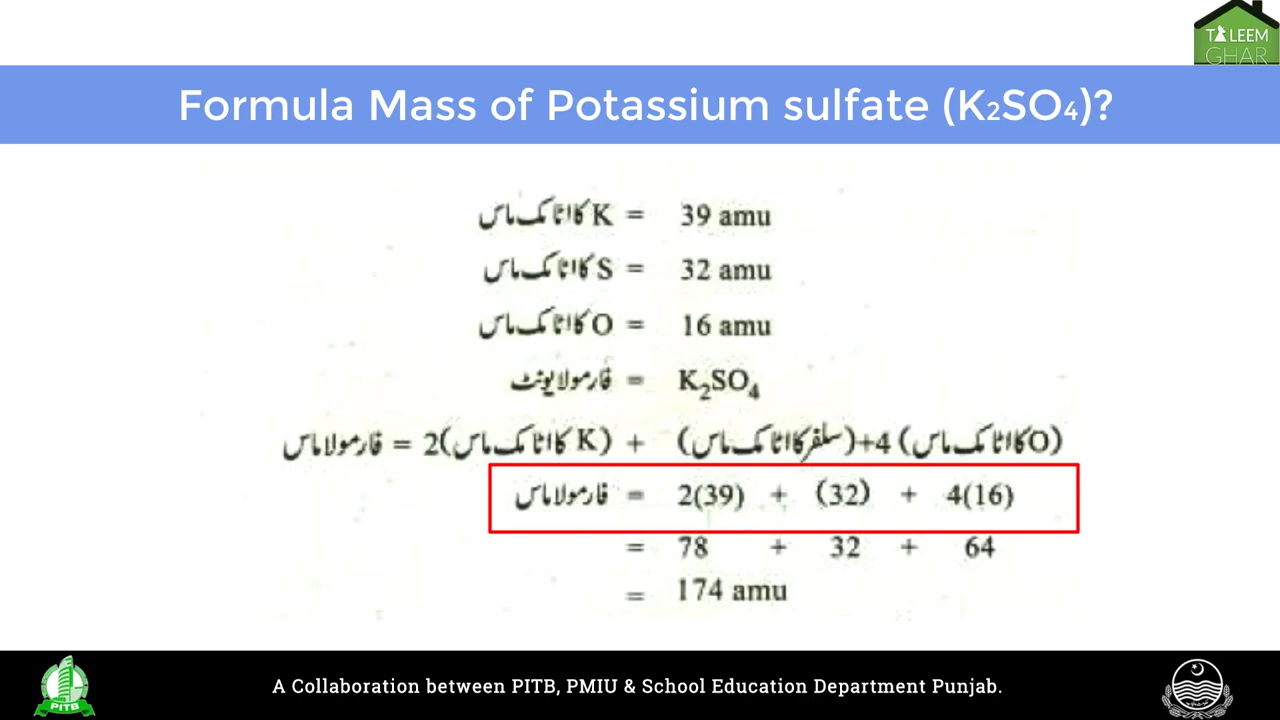 TALEEM
GHAR
Formula Mass of Potassium sulfate (K2SO4)?
K کا اٹامک ماس = 39 amu
S کا اٹامک ماس = 32 amu
O کا اٹامک ماس = 16 amu
فارمولا یونٹ = K₂SO₄
فارمولا ماس = 2(K کا اٹامک ماس) + (سلفر کا اٹامک ماس)+4 (O کا اٹامک ماس)
فارمولا ماس = 2(39) + (32) + 4(16)
= 78 + 32 + 64
= 174 amu
PITB
A Collaboration between PITB, PMIU & School Education Department Punjab.